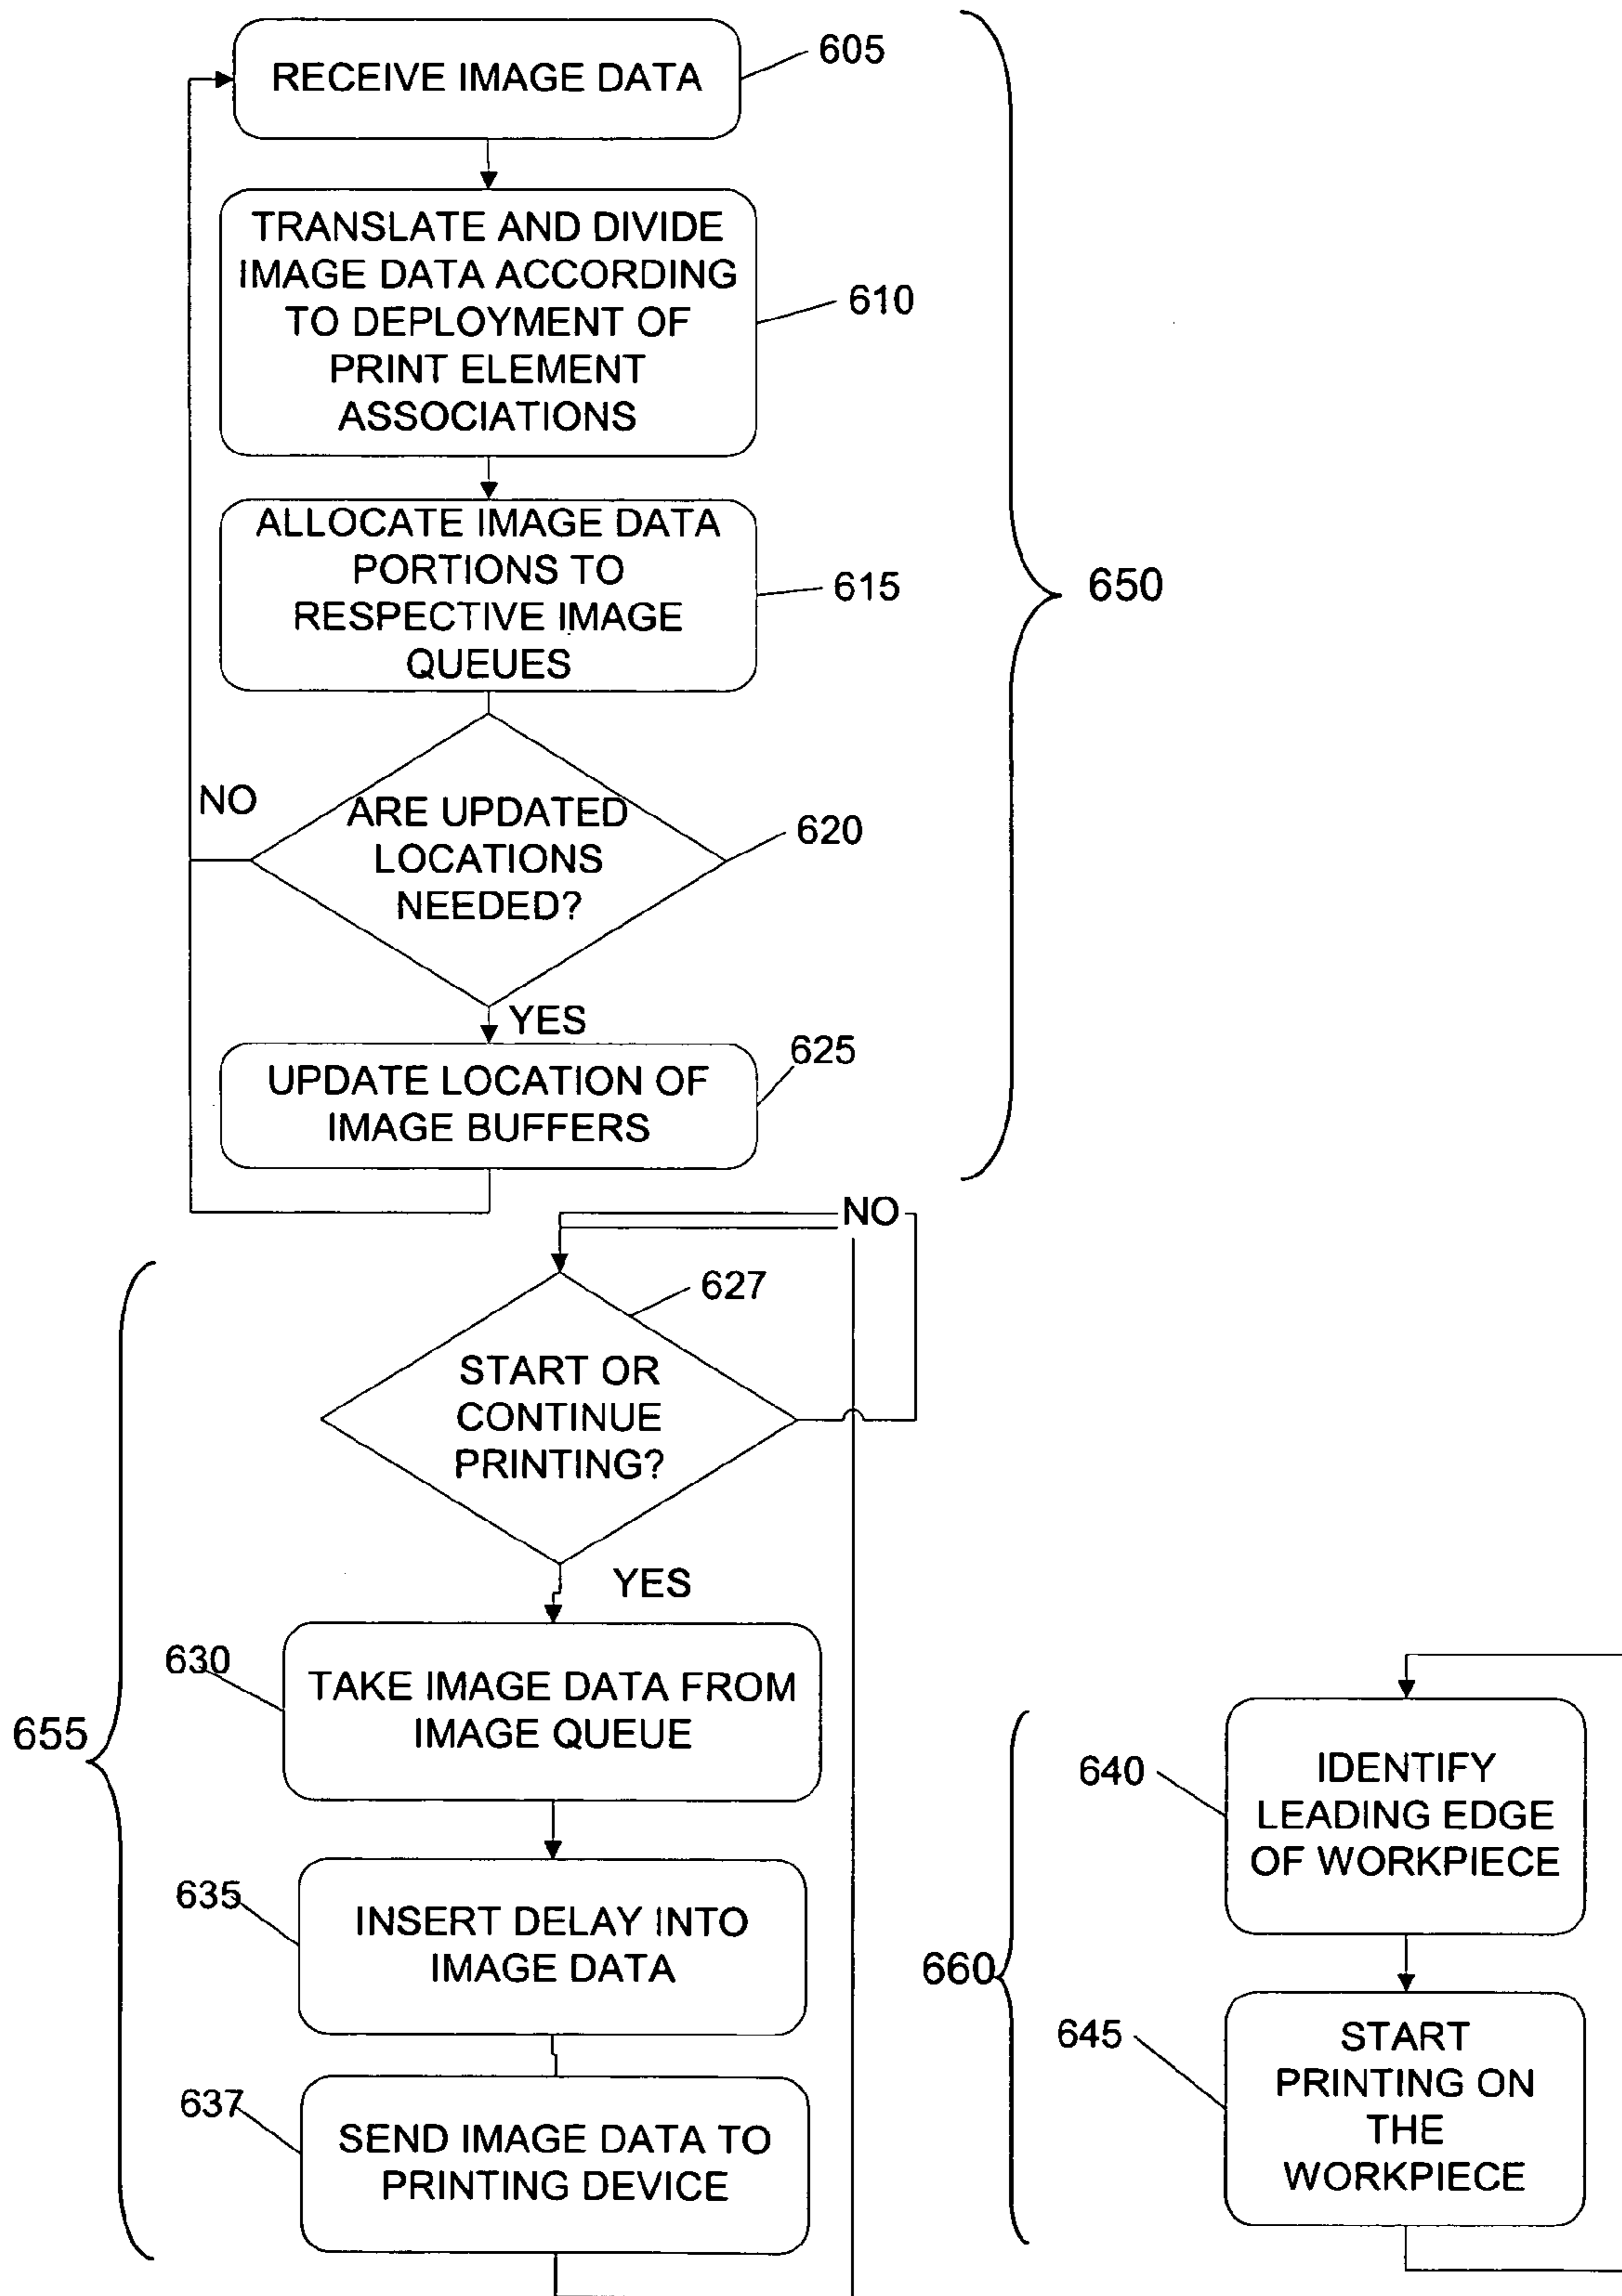 RECEIVE IMAGE DATA
605
TRANSLATE AND DIVIDE
IMAGE DATA ACCORDING
TO DEPLOYMENT OF
PRINT ELEMENT
ASSOCIATIONS
610
ALLOCATE IMAGE DATA
PORTIONS TO
RESPECTIVE IMAGE
QUEUES
615
650
NO
ARE UPDATED
LOCATIONS
NEEDED?
620
YES
UPDATE LOCATION OF
IMAGE BUFFERS
625
NO
627
START OR
CONTINUE
PRINTING?
YES
630
TAKE IMAGE DATA FROM
IMAGE QUEUE
655
635
INSERT DELAY INTO
IMAGE DATA
637
SEND IMAGE DATA TO
PRINTING DEVICE
640
IDENTIFY
LEADING EDGE
OF WORKPIECE
660
645
START
PRINTING ON
THE
WORKPIECE